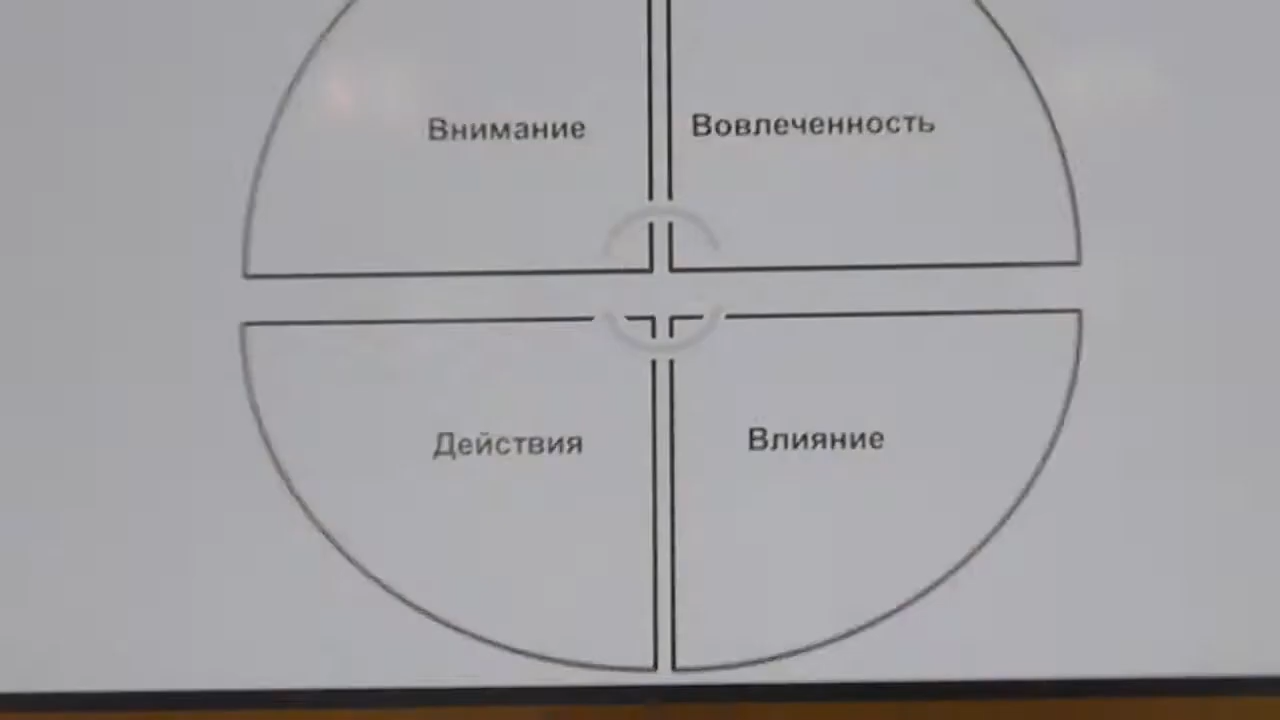 Внимание
Вовлеченность
Действия
Влияние